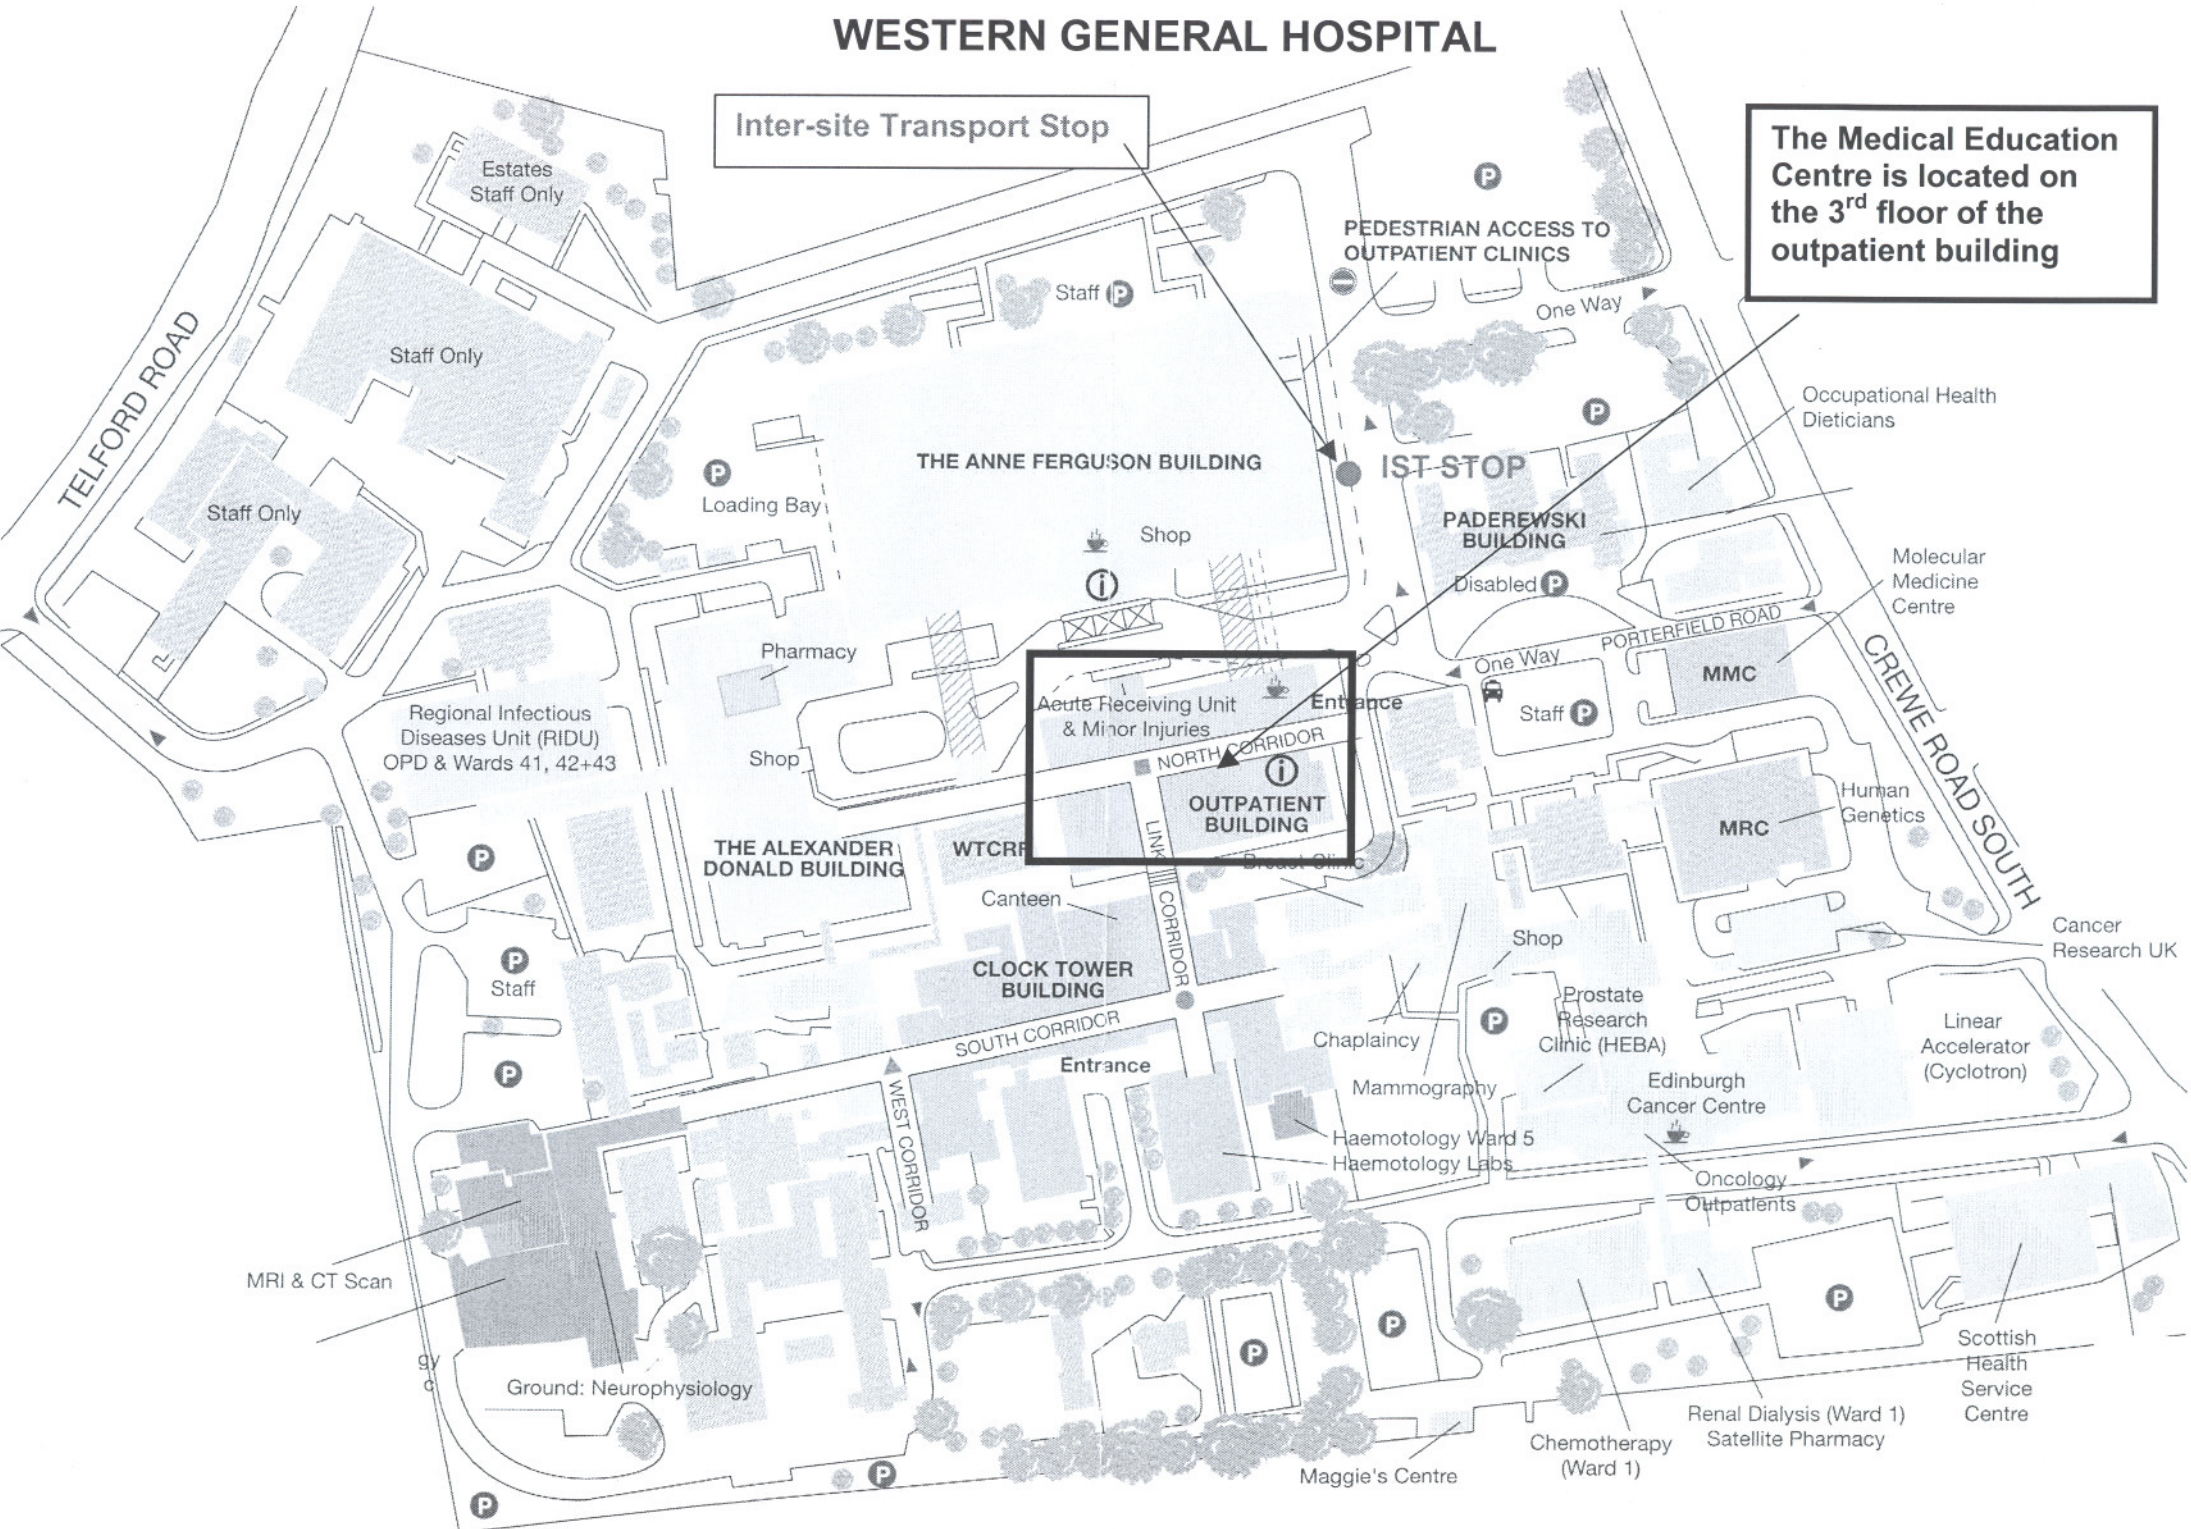 WESTERN GENERAL HOSPITAL
Inter-site Transport Stop
The Medical Education
Centre is located on
the 3rd floor of the
outpatient building
Estates
Staff Only
P
PEDESTRIAN ACCESS TO
OUTPATIENT CLINICS
Staff P
One Way
TELFORD ROAD
Staff Only
Occupational Health
Dieticians
P
THE ANNE FERGUSON BUILDING
IST STOP
P
Loading Bay
Staff Only
Shop
i
PADEREWSKI
BUILDING
Disabled P
Molecular
Medicine
Centre
PORTERFIELD ROAD
One Way
MMC
CREWE ROAD SOUTH
Pharmacy
Regional Infectious
Diseases Unit (RIDU)
OPD & Wards 41, 42+43
Acute Receiving Unit
& Minor Injuries
Entrance
Staff P
Shop
NORTH CORRIDOR
i
OUTPATIENT
BUILDING
Human
Genetics
MRC
THE ALEXANDER
DONALD BUILDING
WTCRF
LINK CORRIDOR
Breast Clinic
P
Canteen
Shop
Cancer
Research UK
P
Staff
CLOCK TOWER
BUILDING
SOUTH CORRIDOR
Entrance
P
Chaplaincy
Prostate
Research
Clinic (HEBA)
Linear
Accelerator
(Cyclotron)
P
Mammography
Edinburgh
Cancer Centre
WEST CORRIDOR
Haemotology Ward 5
Haemotology Labs
Oncology
Outpatients
MRI & CT Scan
P
P
P
gy
c
Ground: Neurophysiology
Scottish
Health
Service
Centre
Renal Dialysis (Ward 1)
Satellite Pharmacy
Chemotherapy
(Ward 1)
Maggie's Centre
P
P